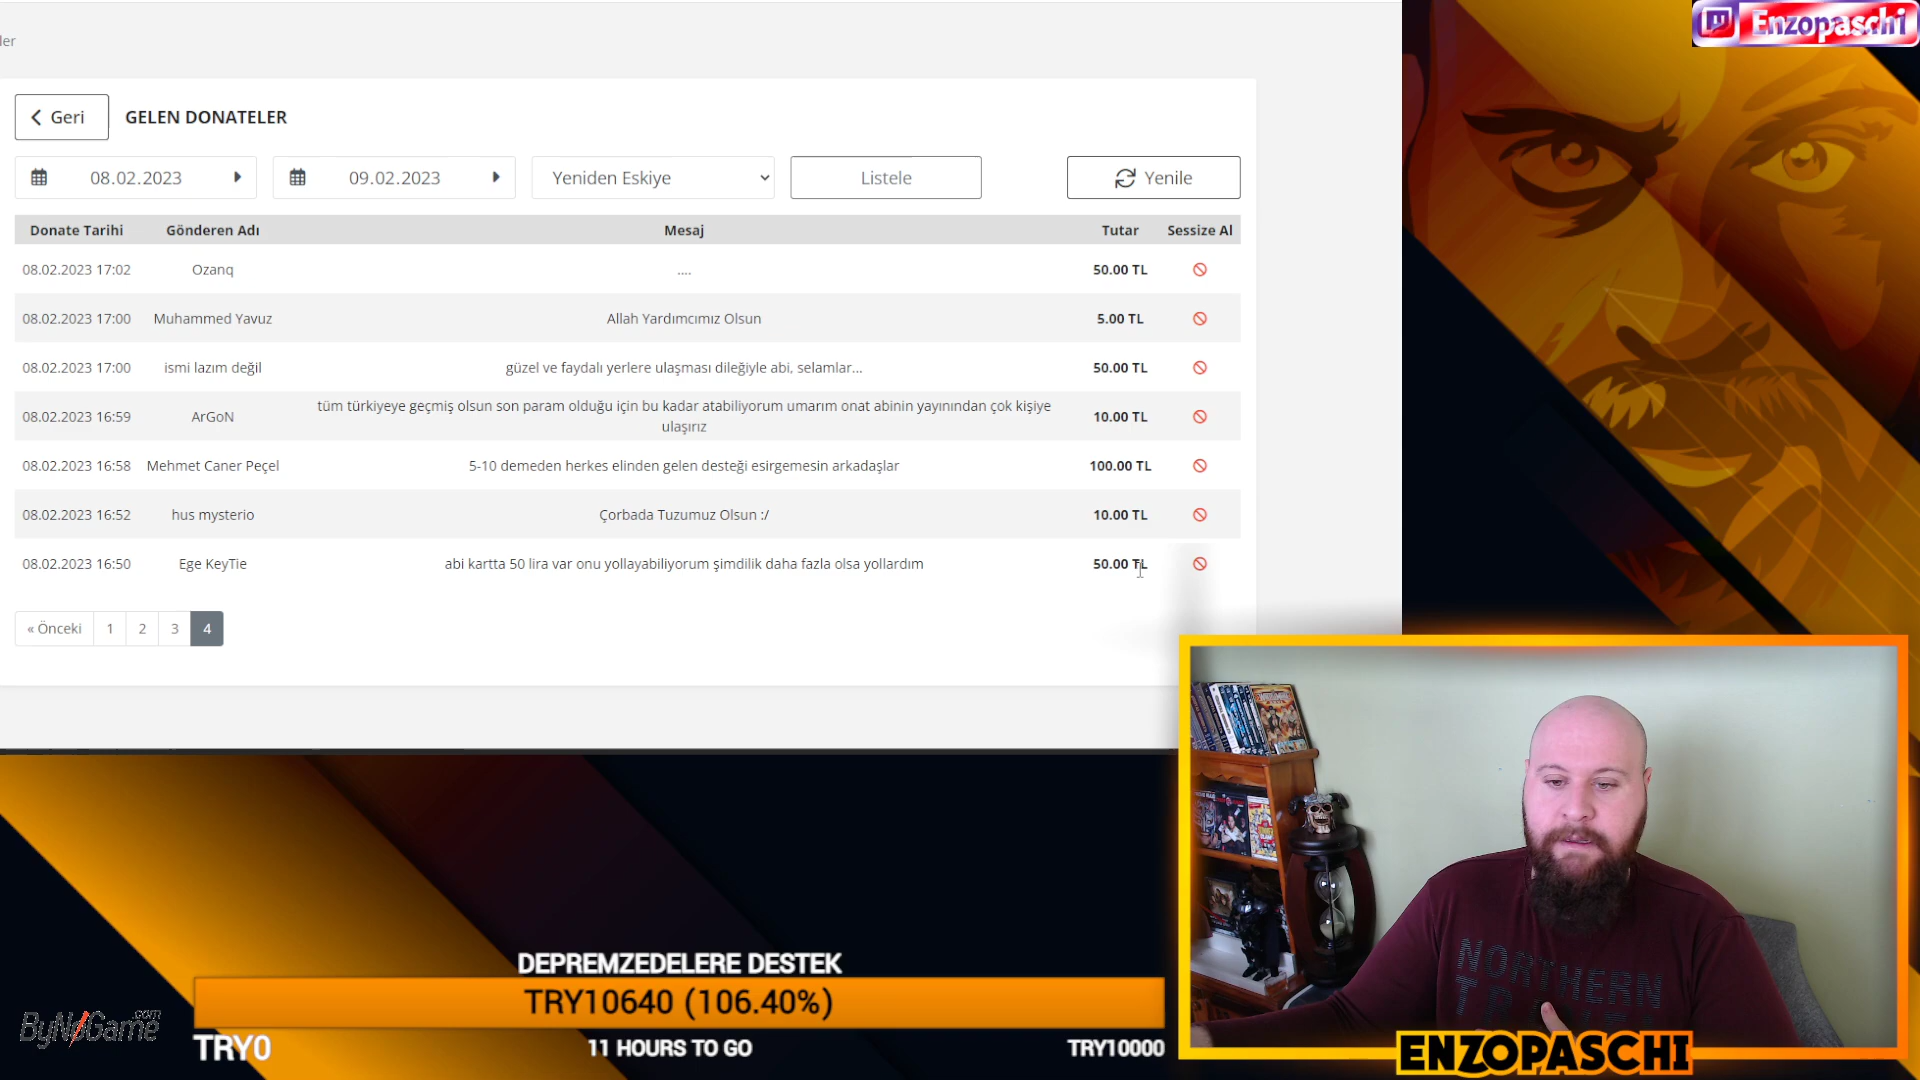 ler
Enzopaschi
Geri
GELEN DONATELER
08.02.2023
09.02.2023
Yeniden Eskiye
Listele
Yenile
Donate Tarihi Gönderen Adı Mesaj Tutar Sessize Al
08.02.2023 17:02 Ozanq .... 50.00 TL
08.02.2023 17:00 Muhammed Yavuz Allah Yardımcımız Olsun 5.00 TL
08.02.2023 17:00 ismi lazım değil güzel ve faydalı yerlere ulaşması dileğiyle abi, selamlar... 50.00 TL
08.02.2023 16:59 ArGoN tüm türkiyeye geçmiş olsun son param olduğu için bu kadar atabiliyorum umarım onat abinin yayınından çok kişiye
ulaşırız 10.00 TL
08.02.2023 16:58 Mehmet Caner Peçel 5-10 demeden herkes elinden gelen desteği esirgemesin arkadaşlar 100.00 TL
08.02.2023 16:52 hus mysterio Çorbada Tuzumuz Olsun :/ 10.00 TL
08.02.2023 16:50 Ege KeyTie abi kartta 50 lira var onu yollayabiliyorum şimdilik daha fazla olsa yollardım 50.00 TL
« Önceki 1 2 3 4
DEPREMZEDELERE DESTEK
TRY10640 (106.40%)
TRY0 11 HOURS TO GO TRY10000
ByNoGame.com
NORTHERN
ENZOPASCHI